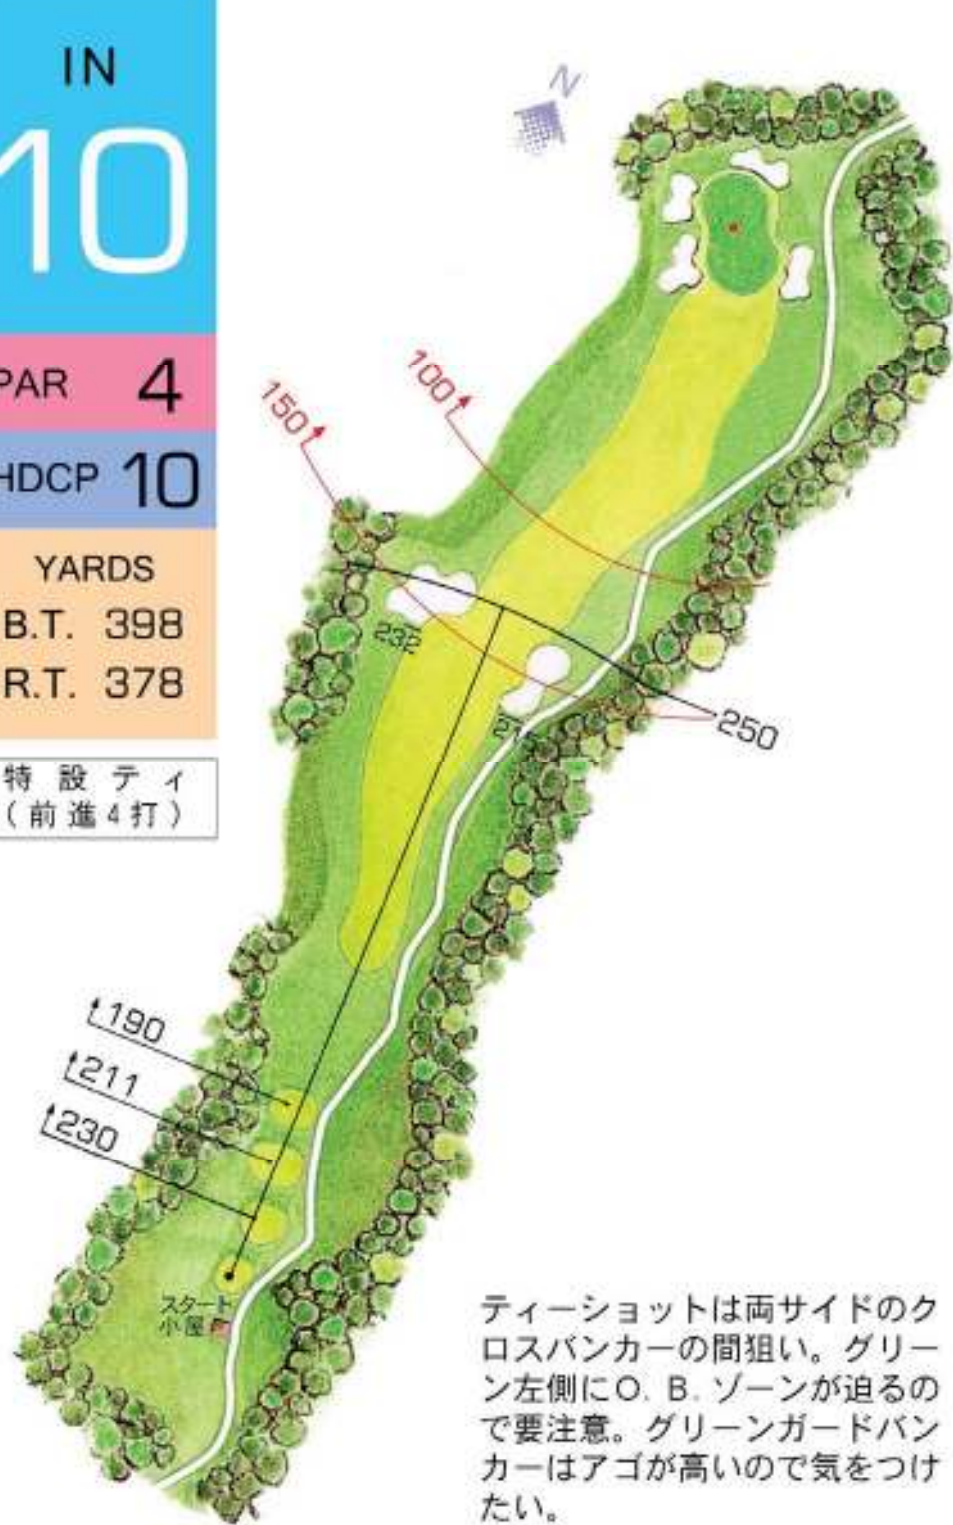 IN
10
PAR 4
HDCP 10
YARDS
B.T. 398
R.T. 378
特設ティ
(前進4打)
N
100
150
232
250
190
211
230
スタート
小屋
ティーショットは両サイドのク
ロスバンカーの間狙い。グリー
ン左側にO.B.ゾーンが迫るの
で要注意。グリーンガードバン
カーはアゴが高いので気をつけ
たい。